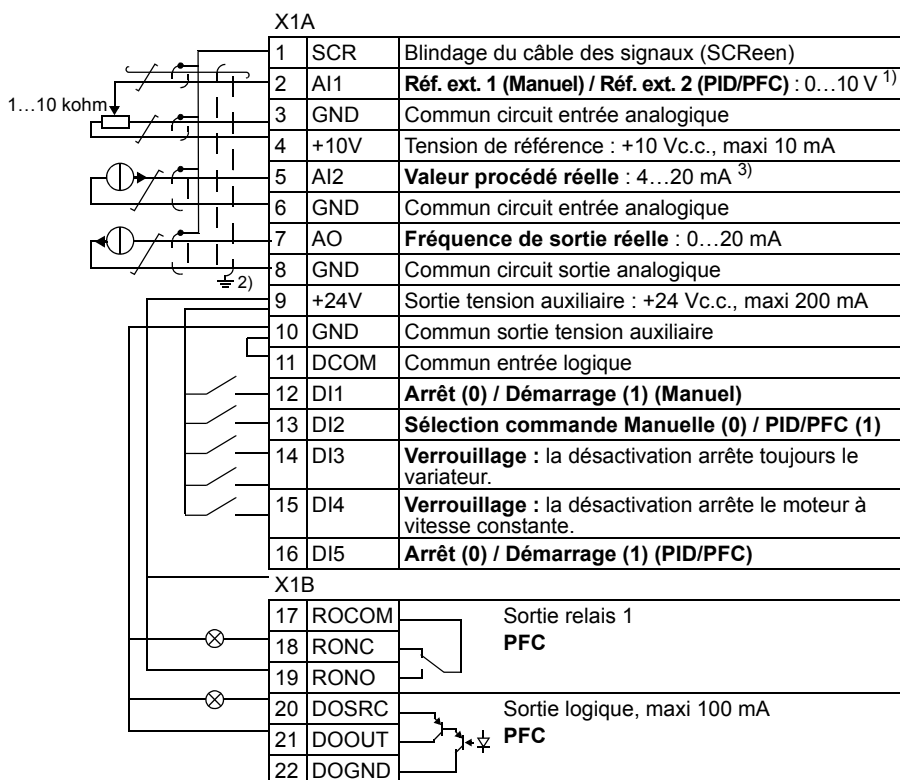 X1A
1 SCR Blindage du câble des signaux (SCReen)
2 AI1 Réf. ext. 1 (Manuel) / Réf. ext. 2 (PID/PFC) : 0…10 V 1)
1…10 kohm
3 GND Commun circuit entrée analogique
4 +10V Tension de référence : +10 Vc.c., maxi 10 mA
5 AI2 Valeur procédé réelle : 4…20 mA 3)
6 GND Commun circuit entrée analogique
7 AO Fréquence de sortie réelle : 0…20 mA
8 GND Commun circuit sortie analogique
2)
9 +24V Sortie tension auxiliaire : +24 Vc.c., maxi 200 mA
10 GND Commun sortie tension auxiliaire
11 DCOM Commun entrée logique
12 DI1 Arrêt (0) / Démarrage (1) (Manuel)
13 DI2 Sélection commande Manuelle (0) / PID/PFC (1)
14 DI3 Verrouillage : la désactivation arrête toujours le
variateur.
15 DI4 Verrouillage : la désactivation arrête le moteur à
vitesse constante.
16 DI5 Arrêt (0) / Démarrage (1) (PID/PFC)
X1B
17 ROCOM Sortie relais 1
18 RONC PFC
19 RONO
20 DOSRC Sortie logique, maxi 100 mA
21 DOOUT PFC
22 DOGND